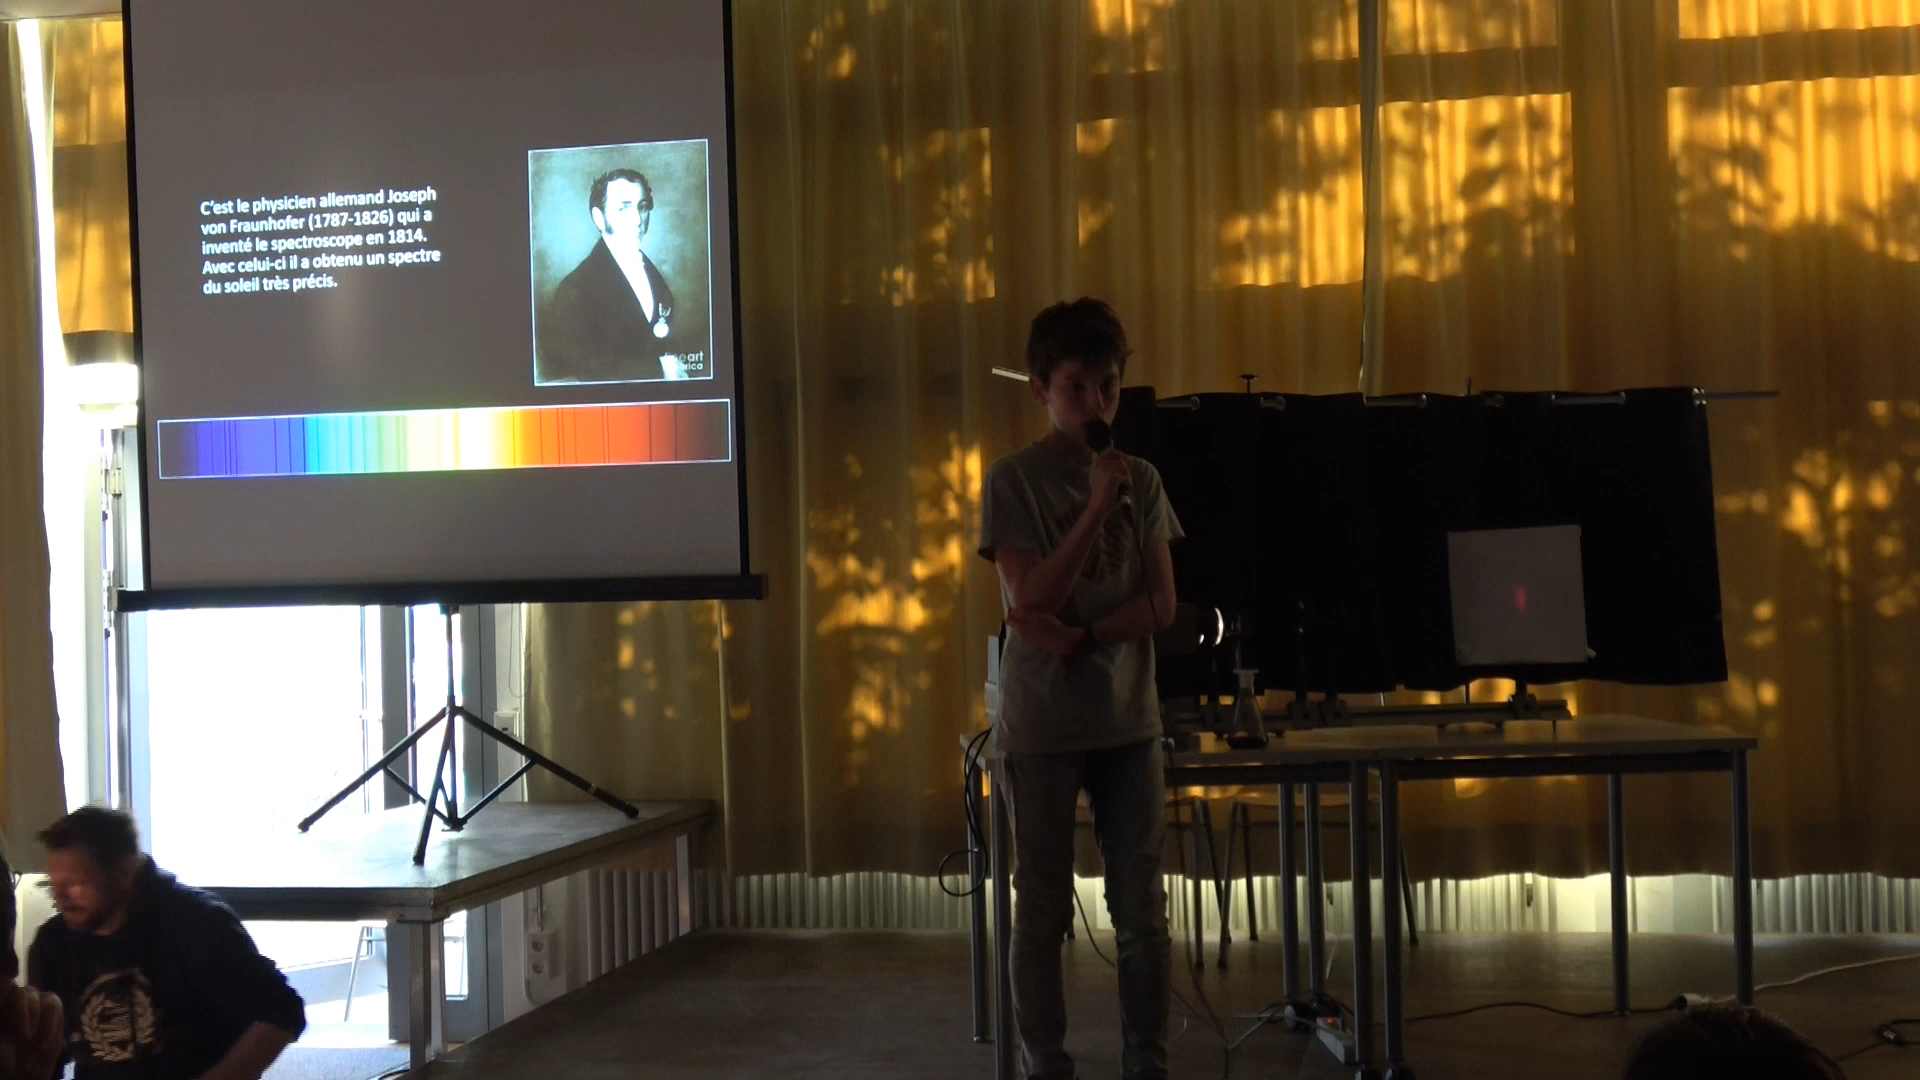 C'est le physicien allemand Joseph
von Fraunhofer (1787-1826) qui a
inventé le spectroscope en 1814.
Avec celui-ci il a obtenu un spectre
du soleil très précis.
art